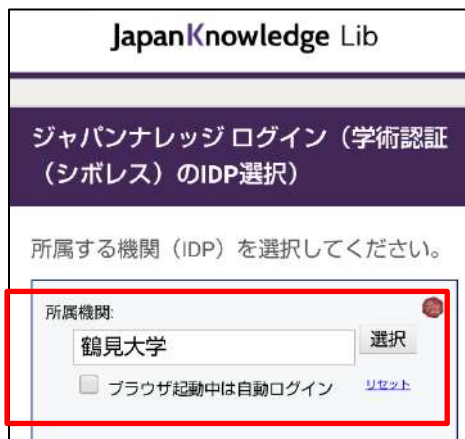 JapanKnowledge Lib
ジャパンナレッジ ログイン（学術認証
（シボレス）のIDP選択）
所属する機関（IDP）を選択してください。
所属機関:
鶴見大学
選択
ブラウザ起動中は自動ログイン
リセット